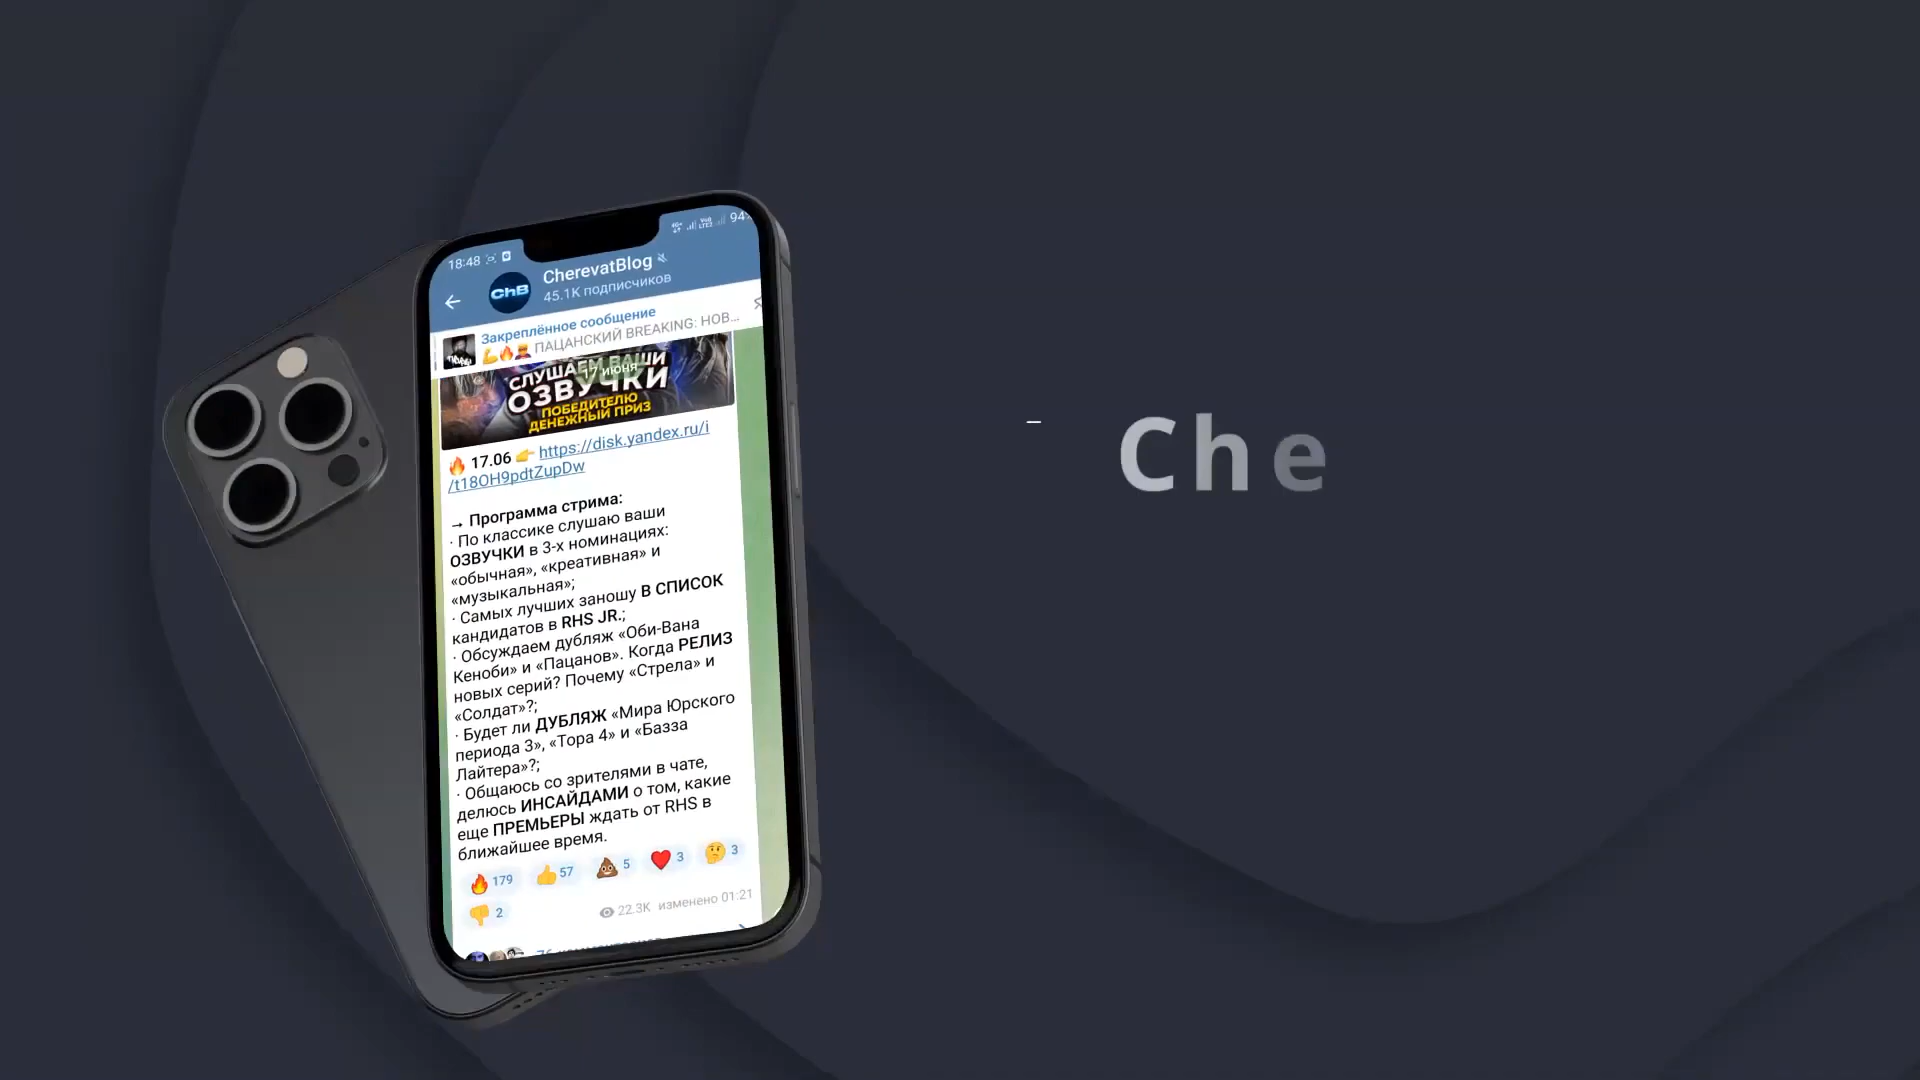 18:48
94%
CherevatBlog
45.1K подписчиков
ChB
Закреплённое сообщение
ПАЦАНСКИЙ BREAKING: НОВ...
СЛУШАЕМ ВАШИ
17 июня
ОЗВУЧКИ
ПОБЕДИТЕЛЮ
ДЕНЕЖНЫЙ ПРИЗ
🔥 17.06 👉 https://disk.yandex.ru/i
/t18OH9pdtZupDw
→ Программа стрима:
· По классике слушаю ваши
ОЗВУЧКИ в 3-х номинациях:
«обычная», «креативная» и
«музыкальная»;
· Самых лучших заношу В СПИСОК
кандидатов в RHS JR.;
· Обсуждаем дубляж «Оби-Вана
Кеноби» и «Пацанов». Когда РЕЛИЗ
новых серий? Почему «Стрела» и
«Солдат»?;
· Будет ли ДУБЛЯЖ «Мира Юрского
периода 3», «Тора 4» и «Базза
Лайтера»?;
· Общаюсь со зрителями в чате,
делюсь ИНСАЙДАМИ о том, какие
еще ПРЕМЬЕРЫ ждать от RHS в
ближайшее время.
🔥 179 👍 57 💩 5 ❤️ 3 🤔 3
👎 2
22.3K изменено 01:21
Che